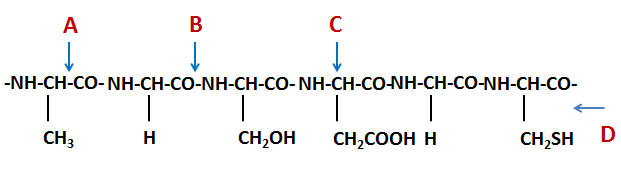 A B C
-NH-CH-CO- NH-CH-CO-NH-CH-CO- NH-CH-CO-NH-CH-CO-NH-CH-CO-
CH₃ H CH₂OH CH₂COOH H CH₂SH D